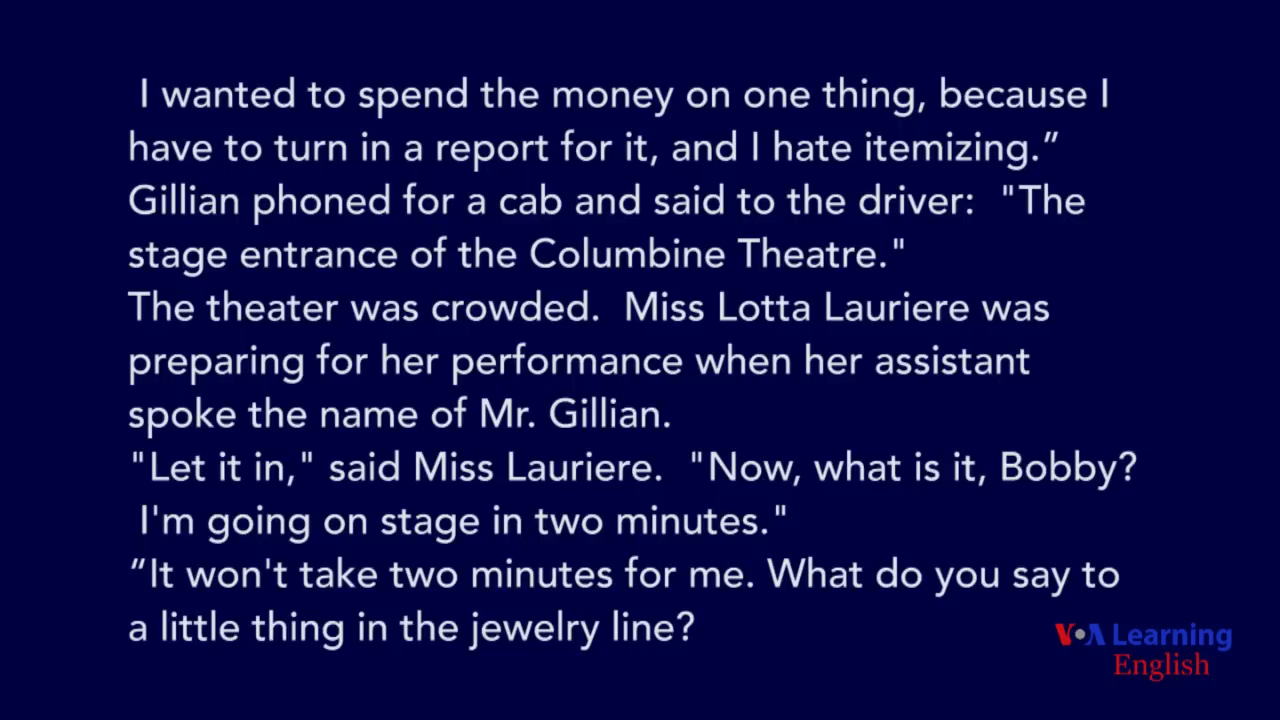 I wanted to spend the money on one thing, because I
have to turn in a report for it, and I hate itemizing.”
Gillian phoned for a cab and said to the driver:  "The
stage entrance of the Columbine Theatre."
The theater was crowded.  Miss Lotta Lauriere was
preparing for her performance when her assistant
spoke the name of Mr. Gillian.
"Let it in," said Miss Lauriere.  "Now, what is it, Bobby?
I'm going on stage in two minutes."
“It won't take two minutes for me. What do you say to
a little thing in the jewelry line?
VOA Learning
English